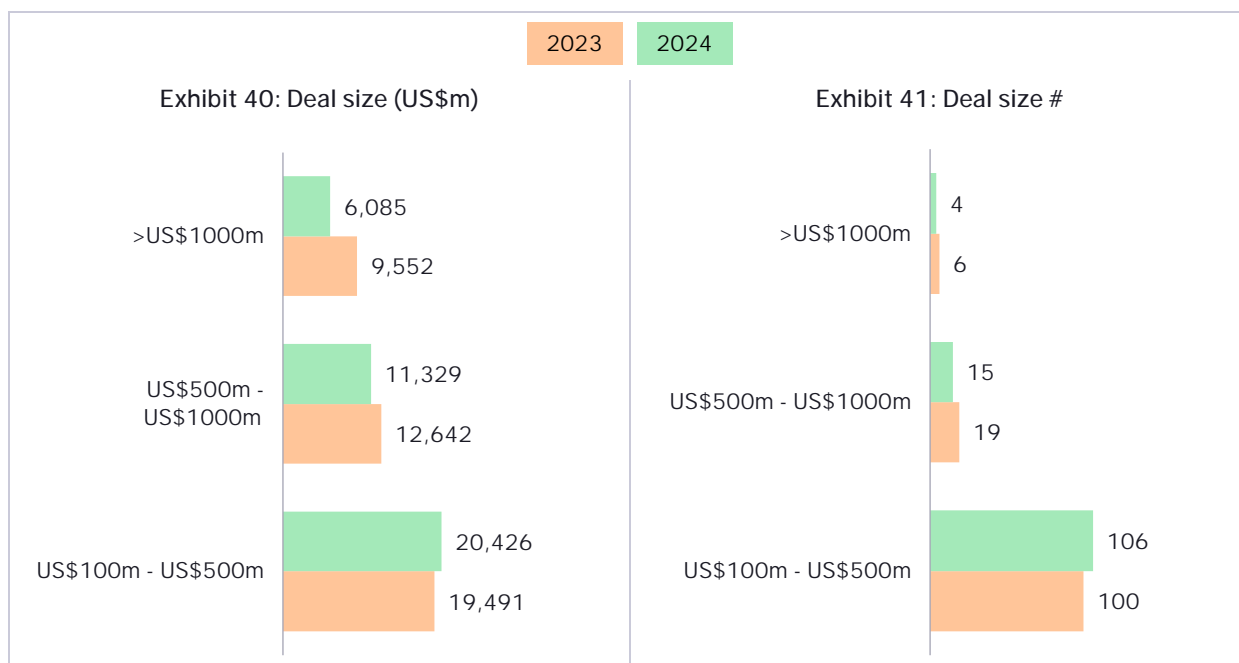 2023 2024
Exhibit 40: Deal size (US$m)
>US$1000m
6,085
9,552
US$500m -
US$1000m
11,329
12,642
US$100m - US$500m
20,426
19,491
Exhibit 41: Deal size #
>US$1000m
4
6
US$500m - US$1000m
15
19
US$100m - US$500m
106
100